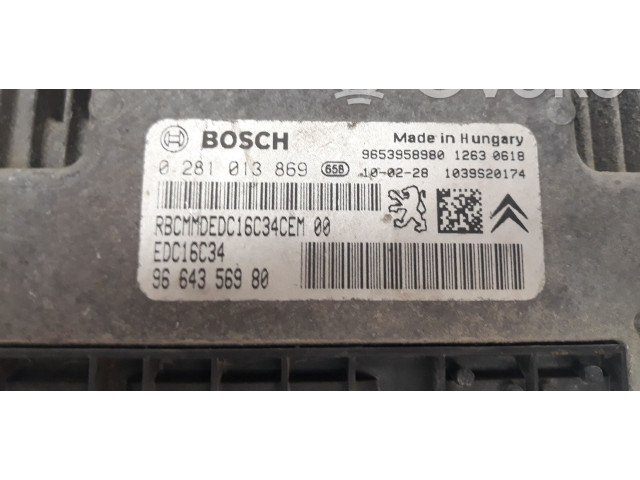 BOSCH
Made in Hungary
9653958980 1263 0618
0 281 013 869 65B
10-02-28 1039S20174
RBCMMDEDC16C34CEM 00
EDC16C34
96 643 569 80